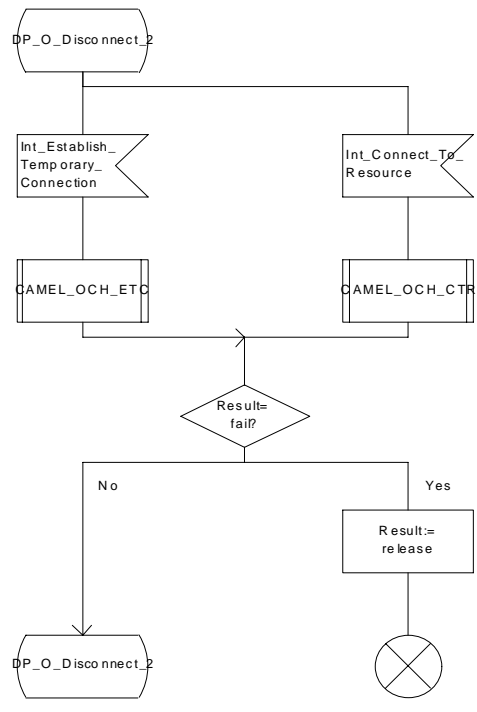 DP_O_Disconnect_2
Int_Establish_
Temporary_
Connection
Int_Connect_To_
Resource
CAMEL_OCH_ETC
CAMEL_OCH_CTR
Result=
fail?
No
Yes
Result:=
release
DP_O_Disconnect_2